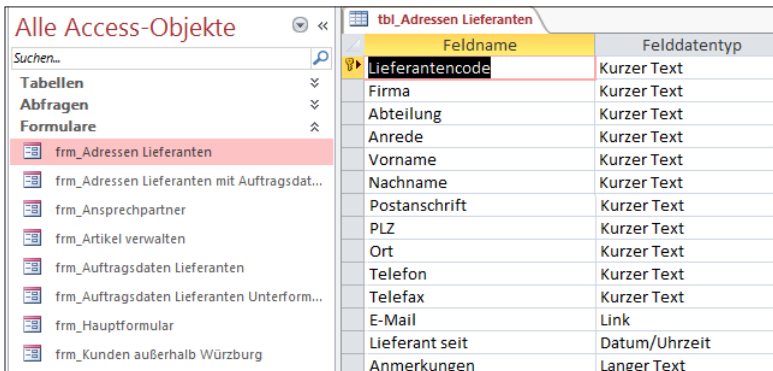 Alle Access-Objekte
Suchen...
Tabellen
Abfragen
Formulare
frm_Adressen Lieferanten
frm_Adressen Lieferanten mit Auftragsdat...
frm_Ansprechpartner
frm_Artikel verwalten
frm_Auftragsdaten Lieferanten
frm_Auftragsdaten Lieferanten Unterform...
frm_Hauptformular
frm_Kunden außerhalb Würzburg
tbl_Adressen Lieferanten
Feldname Felddatentyp
Lieferantencode Kurzer Text
Firma Kurzer Text
Abteilung Kurzer Text
Anrede Kurzer Text
Vorname Kurzer Text
Nachname Kurzer Text
Postanschrift Kurzer Text
PLZ Kurzer Text
Ort Kurzer Text
Telefon Kurzer Text
Telefax Kurzer Text
E-Mail Link
Lieferant seit Datum/Uhrzeit
Anmerkungen Langer Text